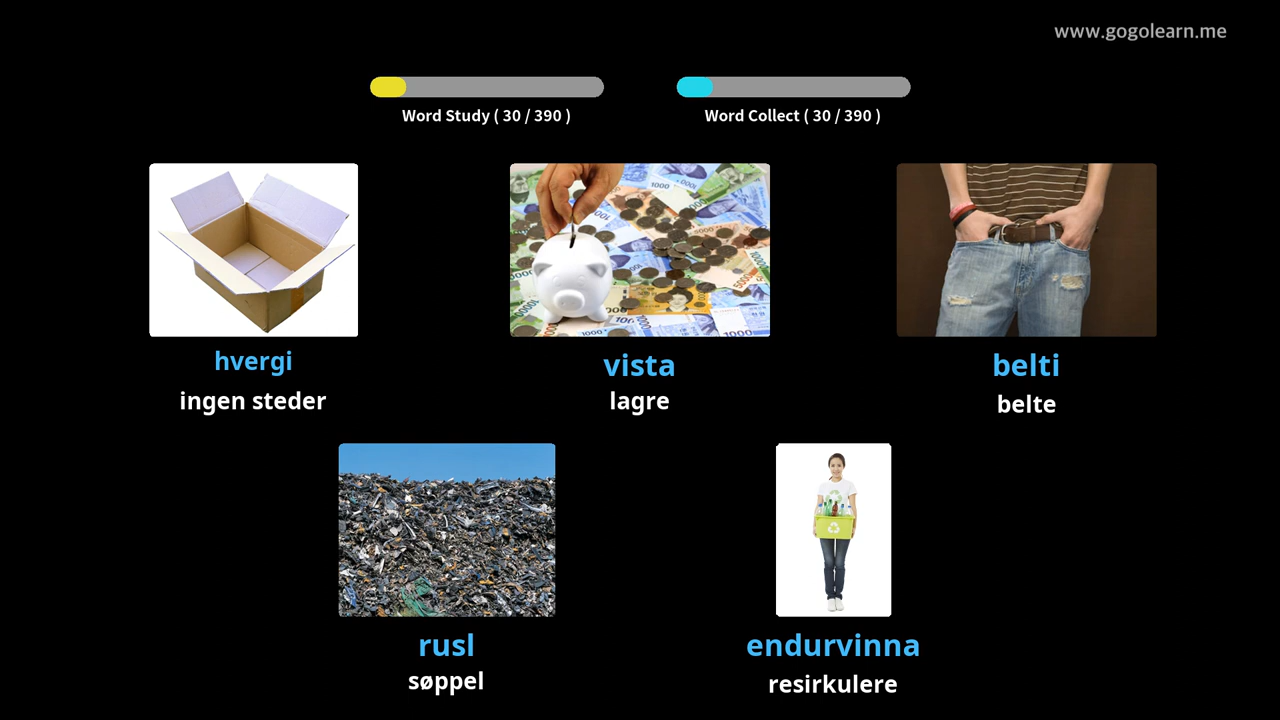 www.gogolearn.me
Word Study ( 30 / 390 )
Word Collect ( 30 / 390 )
hvergi
ingen steder
vista
lagre
belti
belte
rusl
søppel
endurvinna
resirkulere